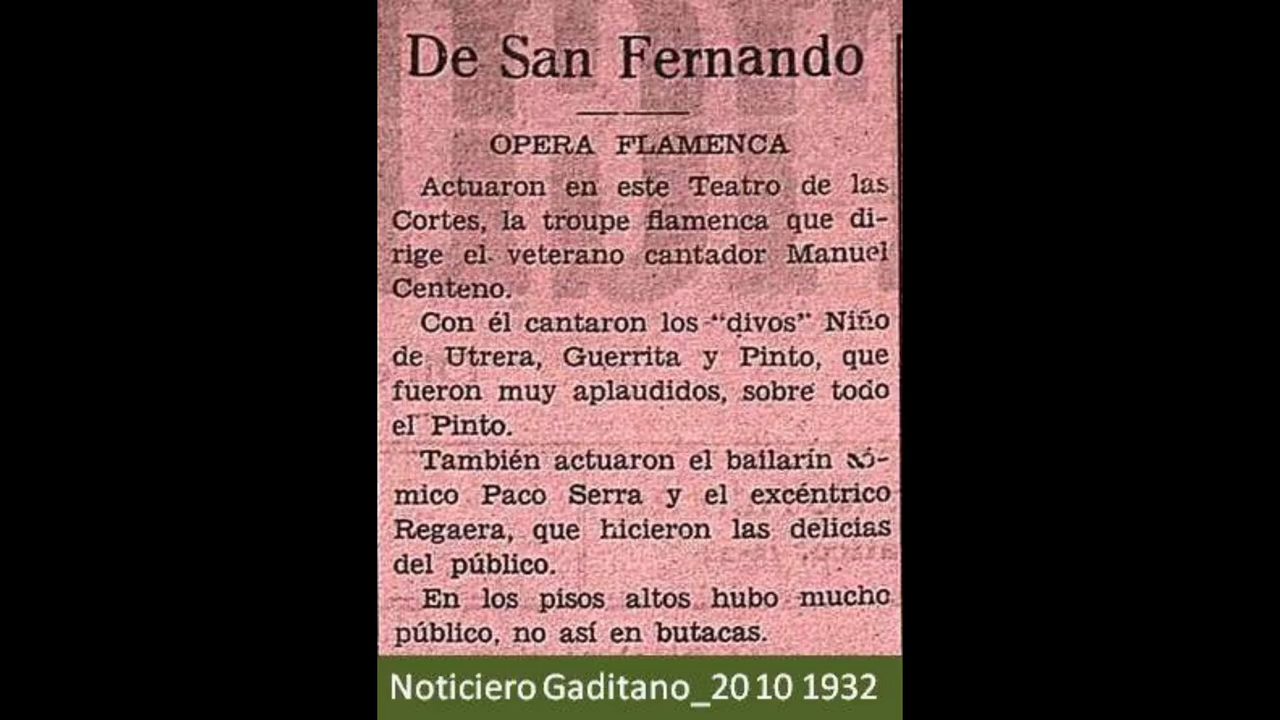 De San Fernando
OPERA FLAMENCA
Actuaron en este Teatro de las
Cortes, la troupe flamenca que di-
rige el veterano cantador Manuel
Centeno.
Con él cantaron los "divos" Niño
de Utrera, Guerrita y Pinto, que
fueron muy aplaudidos, sobre todo
el Pinto.
También actuaron el bailarín có-
mico Paco Serra y el excéntrico
Regaera, que hicieron las delicias
del público.
En los pisos altos hubo mucho
público, no así en butacas.
Noticiero Gaditano_20 10 1932